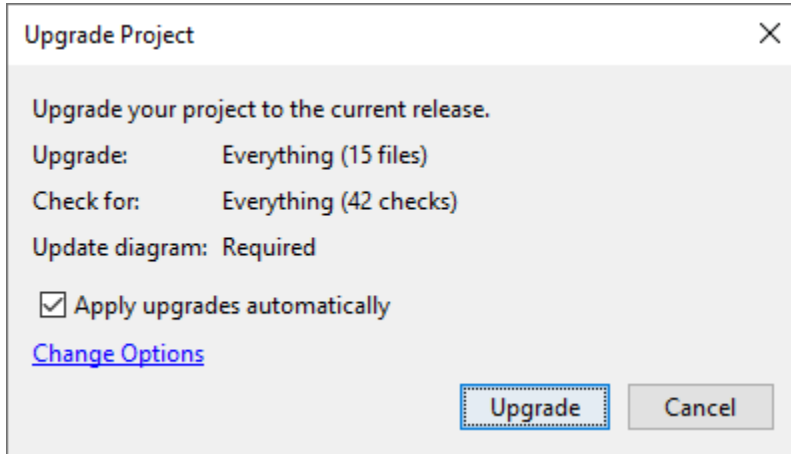 Upgrade Project
Upgrade your project to the current release.
Upgrade: Everything (15 files)
Check for: Everything (42 checks)
Update diagram: Required
Apply upgrades automatically
Change Options
Upgrade Cancel